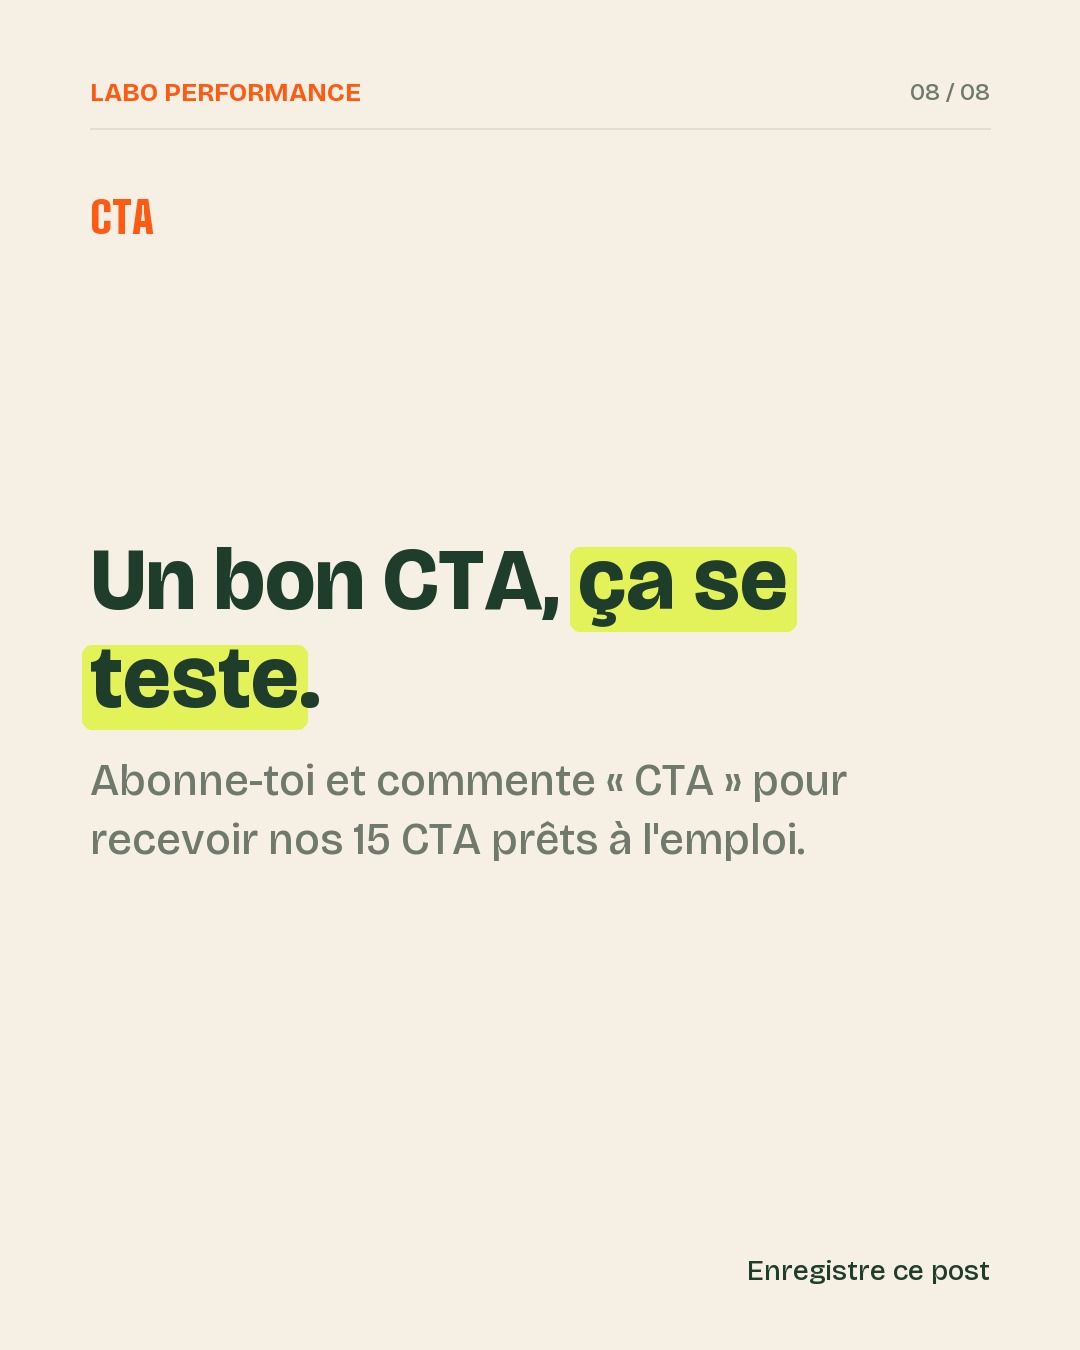 LABO PERFORMANCE
08 / 08
CTA
Un bon CTA, ça se
teste.
Abonne-toi et commente « CTA » pour
recevoir nos 15 CTA prêts à l'emploi.
Enregistre ce post